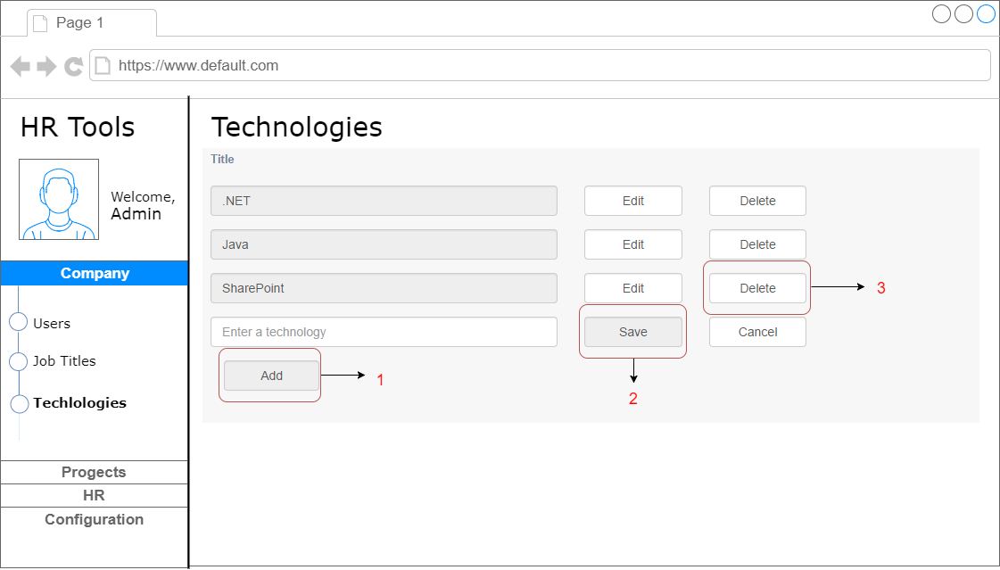 Page 1
https://www.default.com
HR Tools
Welcome,
Admin
Company
Users
Job Titles
Techlologies
Progects
HR
Configuration
Technologies
Title
.NET Edit Delete
Java Edit Delete
SharePoint Edit Delete 3
Enter a technology Save Cancel
Add 1
2